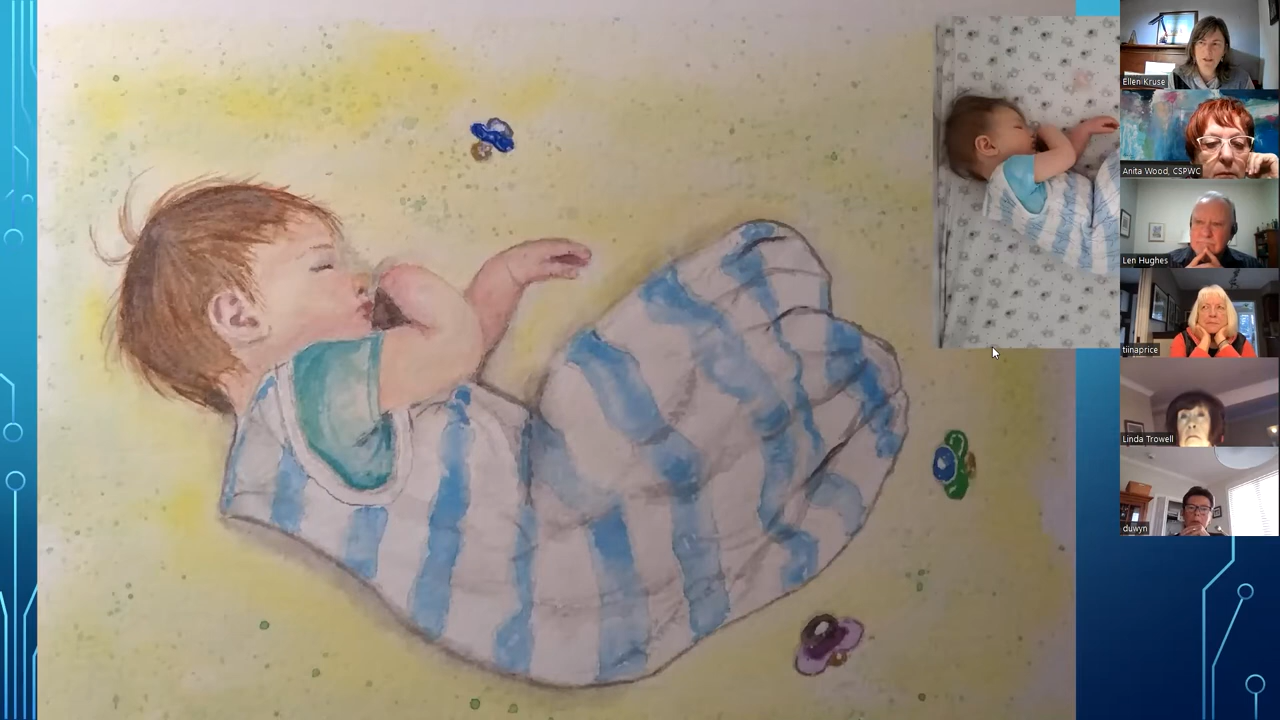 Ellen Kruse
Anita Wood, CSPWC
Len Hughes
tiinaprice
Linda Trowell
duwyn